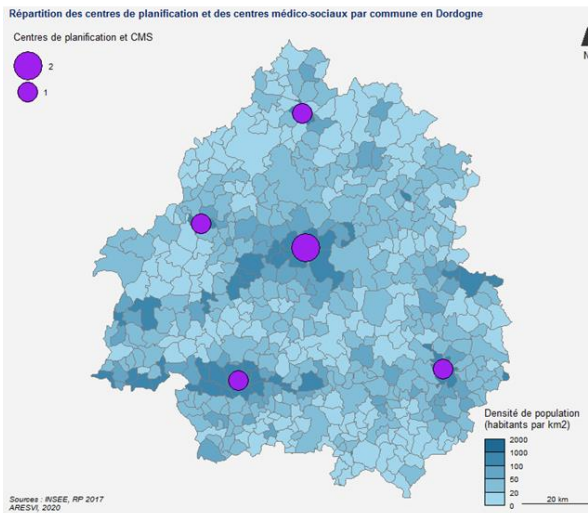 Répartition des centres de planification et des centres médico-sociaux par commune en Dordogne
Centres de planification et CMS
2
1
N
Densité de population
(habitants par km2)
2000
1000
100
50
20
0
20 km
Sources : INSEE, RP 2017
ARESVI, 2020